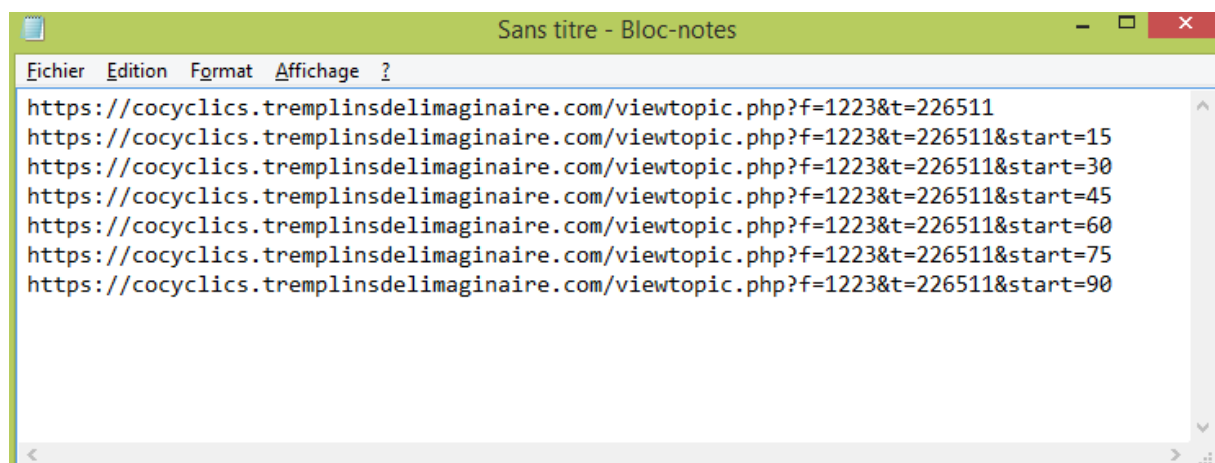 Sans titre - Bloc-notes
Fichier Edition Format Affichage ?
https://cocyclics.tremplinsdelimaginaire.com/viewtopic.php?f=1223&t=226511
https://cocyclics.tremplinsdelimaginaire.com/viewtopic.php?f=1223&t=226511&start=15
https://cocyclics.tremplinsdelimaginaire.com/viewtopic.php?f=1223&t=226511&start=30
https://cocyclics.tremplinsdelimaginaire.com/viewtopic.php?f=1223&t=226511&start=45
https://cocyclics.tremplinsdelimaginaire.com/viewtopic.php?f=1223&t=226511&start=60
https://cocyclics.tremplinsdelimaginaire.com/viewtopic.php?f=1223&t=226511&start=75
https://cocyclics.tremplinsdelimaginaire.com/viewtopic.php?f=1223&t=226511&start=90